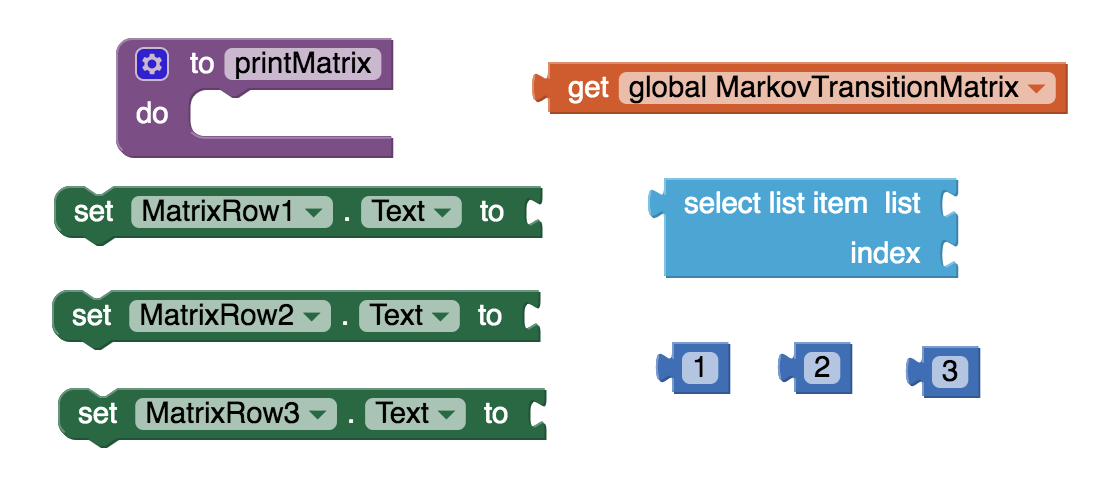 to printMatrix
do
get global MarkovTransitionMatrix
set MatrixRow1 . Text to
select list item list
index
set MatrixRow2 . Text to
1 2 3
set MatrixRow3 . Text to